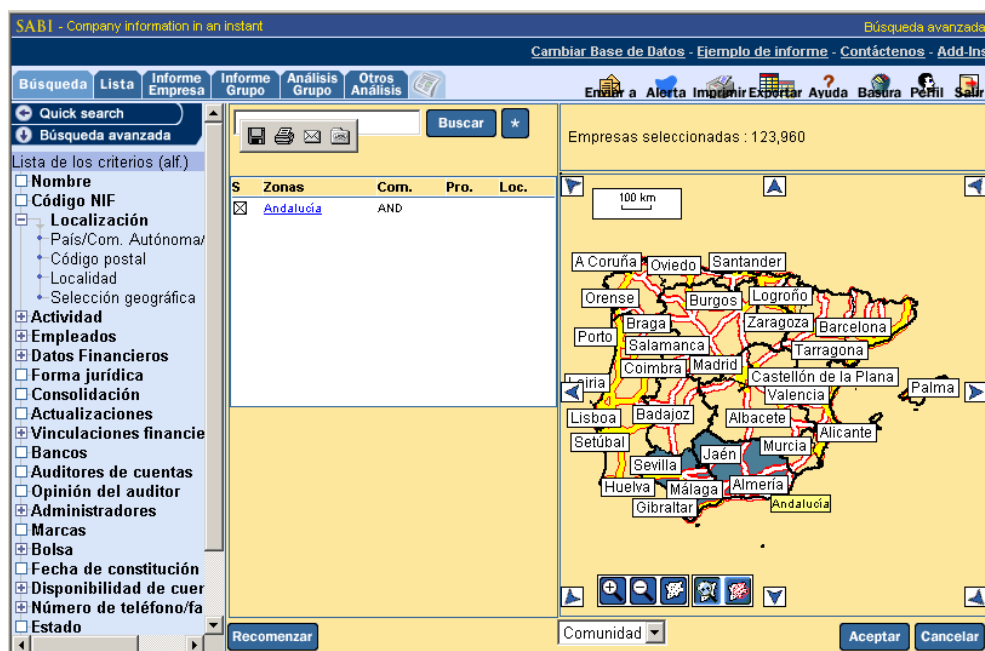 SABI - Company information in an instant
Búsqueda avanzada
Cambiar Base de Datos - Ejemplo de informe - Contáctenos - Add-Ins
Búsqueda
Lista
Informe Empresa
Informe Grupo
Análisis Grupo
Otros Análisis
Enviar a
Alerta
Imprimir
Exportar
Ayuda
Basura
Perfil
Salir
Quick search
Búsqueda avanzada
Lista de los criterios (alf.)
Nombre
Código NIF
Localización
País/Com. Autónoma/
Código postal
Localidad
Selección geográfica
Actividad
Empleados
Datos Financieros
Forma jurídica
Consolidación
Actualizaciones
Vinculaciones financie
Bancos
Auditores de cuentas
Opinión del auditor
Administradores
Marcas
Bolsa
Fecha de constitución
Disponibilidad de cuer
Número de teléfono/fa
Estado
Buscar
*
S Zonas Com. Pro. Loc.
Andalucía AND
Recomenzar
Empresas seleccionadas : 123,960
100 km
A Coruña
Oviedo
Santander
Orense
Burgos
Logroño
Braga
Zaragoza
Barcelona
Porto
Salamanca
Tarragona
Coimbra
Madrid
Castellón de la Plana
Leiria
Valencia
Palma
Lisboa
Badajoz
Albacete
Alicante
Setúbal
Jaén
Murcia
Sevilla
Huelva
Málaga
Almería
Gibraltar
Andalucía
Comunidad
Aceptar
Cancelar